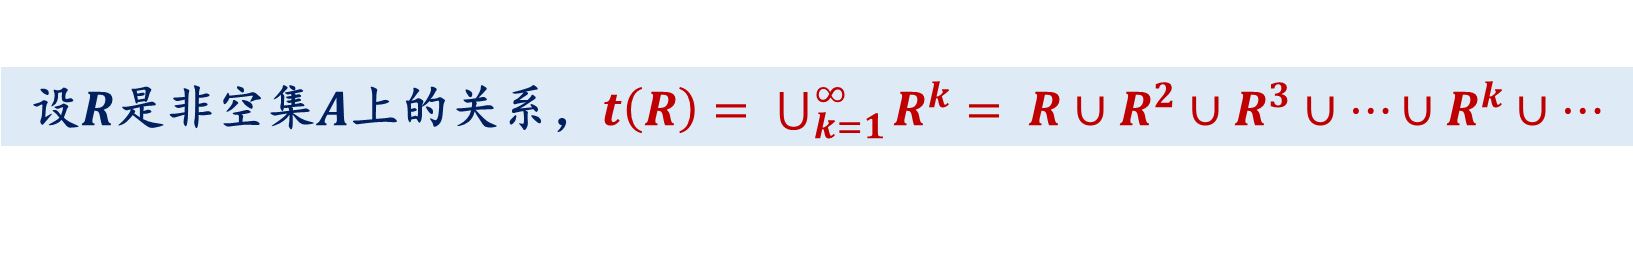 设R是非空集A上的关系，t(R) = ⋃_{k=1}^{∞} R^k = R ∪ R^2 ∪ R^3 ∪ ⋯ ∪ R^k ∪ ⋯